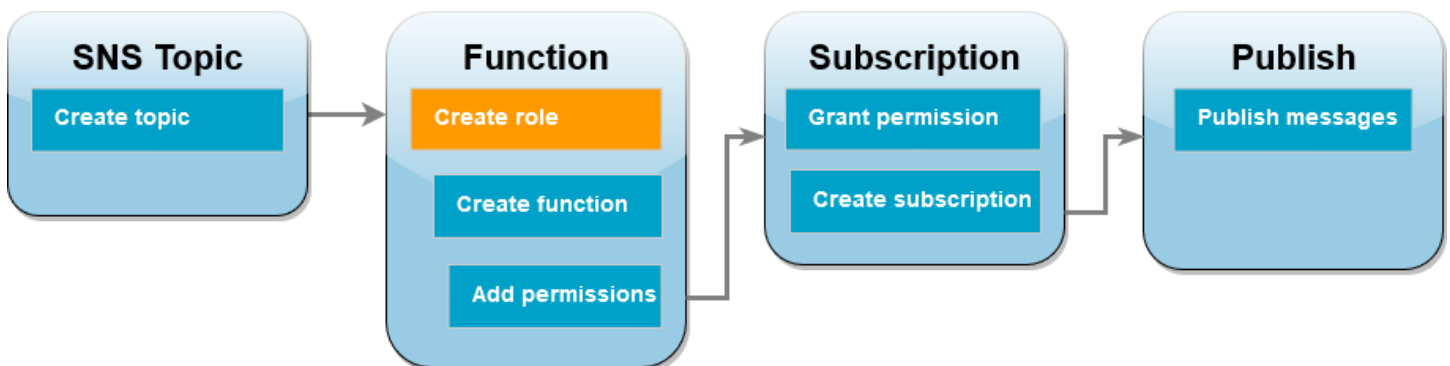 SNS Topic
Create topic
Function
Create role
Create function
Add permissions
Subscription
Grant permission
Create subscription
Publish
Publish messages